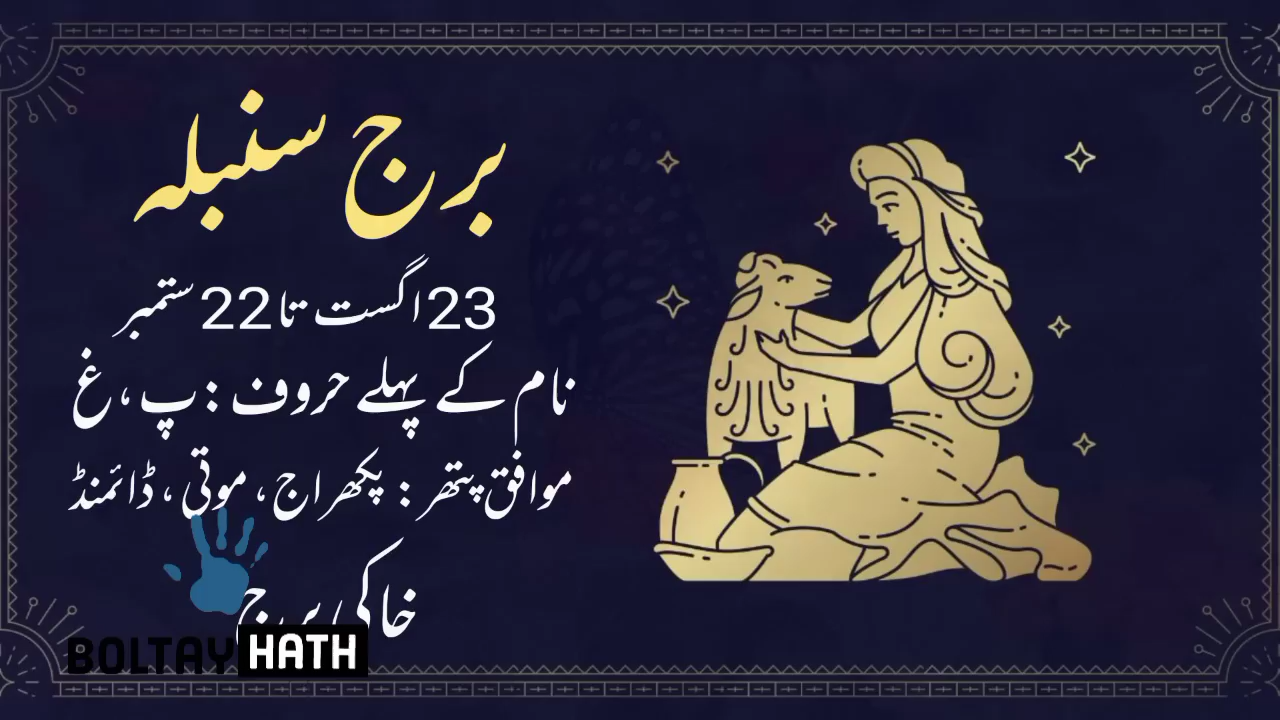 برج سنبلہ
23 اگست تا 22 ستمبر
نام کے پہلے حروف : پ ، غ
موافق پتھر : پکھراج ، موتی ، ڈائمنڈ
خاکی برج
BOLTAY HATH